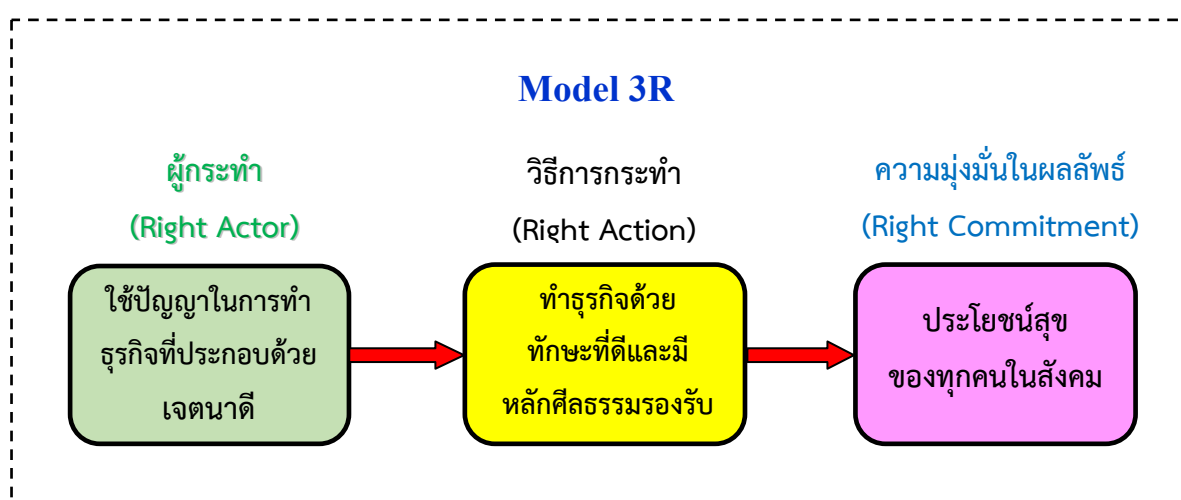 Model 3R
ผู้กระทำ
(Right Actor)
วิธีการกระทำ
(Right Action)
ความมุ่งมั่นในผลลัพธ์
(Right Commitment)
ใช้ปัญญาในการทำ
ธุรกิจที่ประกอบด้วย
เจตนาดี
ทำธุรกิจด้วย
ทักษะที่ดีและมี
หลักศีลธรรมรองรับ
ประโยชน์สุข
ของทุกคนในสังคม